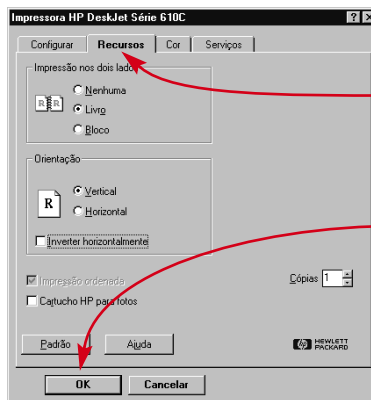 Impressora HP DeskJet Série 610C
Configurar Recursos Cor Serviços
Impressão nos dois lados
Nenhuma
Livro
Bloco
Orientação
Vertical
Horizontal
Inverter horizontalmente
Impressão ordenada
Cópias 1
Cartucho HP para fotos
Padrão Ajuda
HEWLETT
PACKARD
OK Cancelar